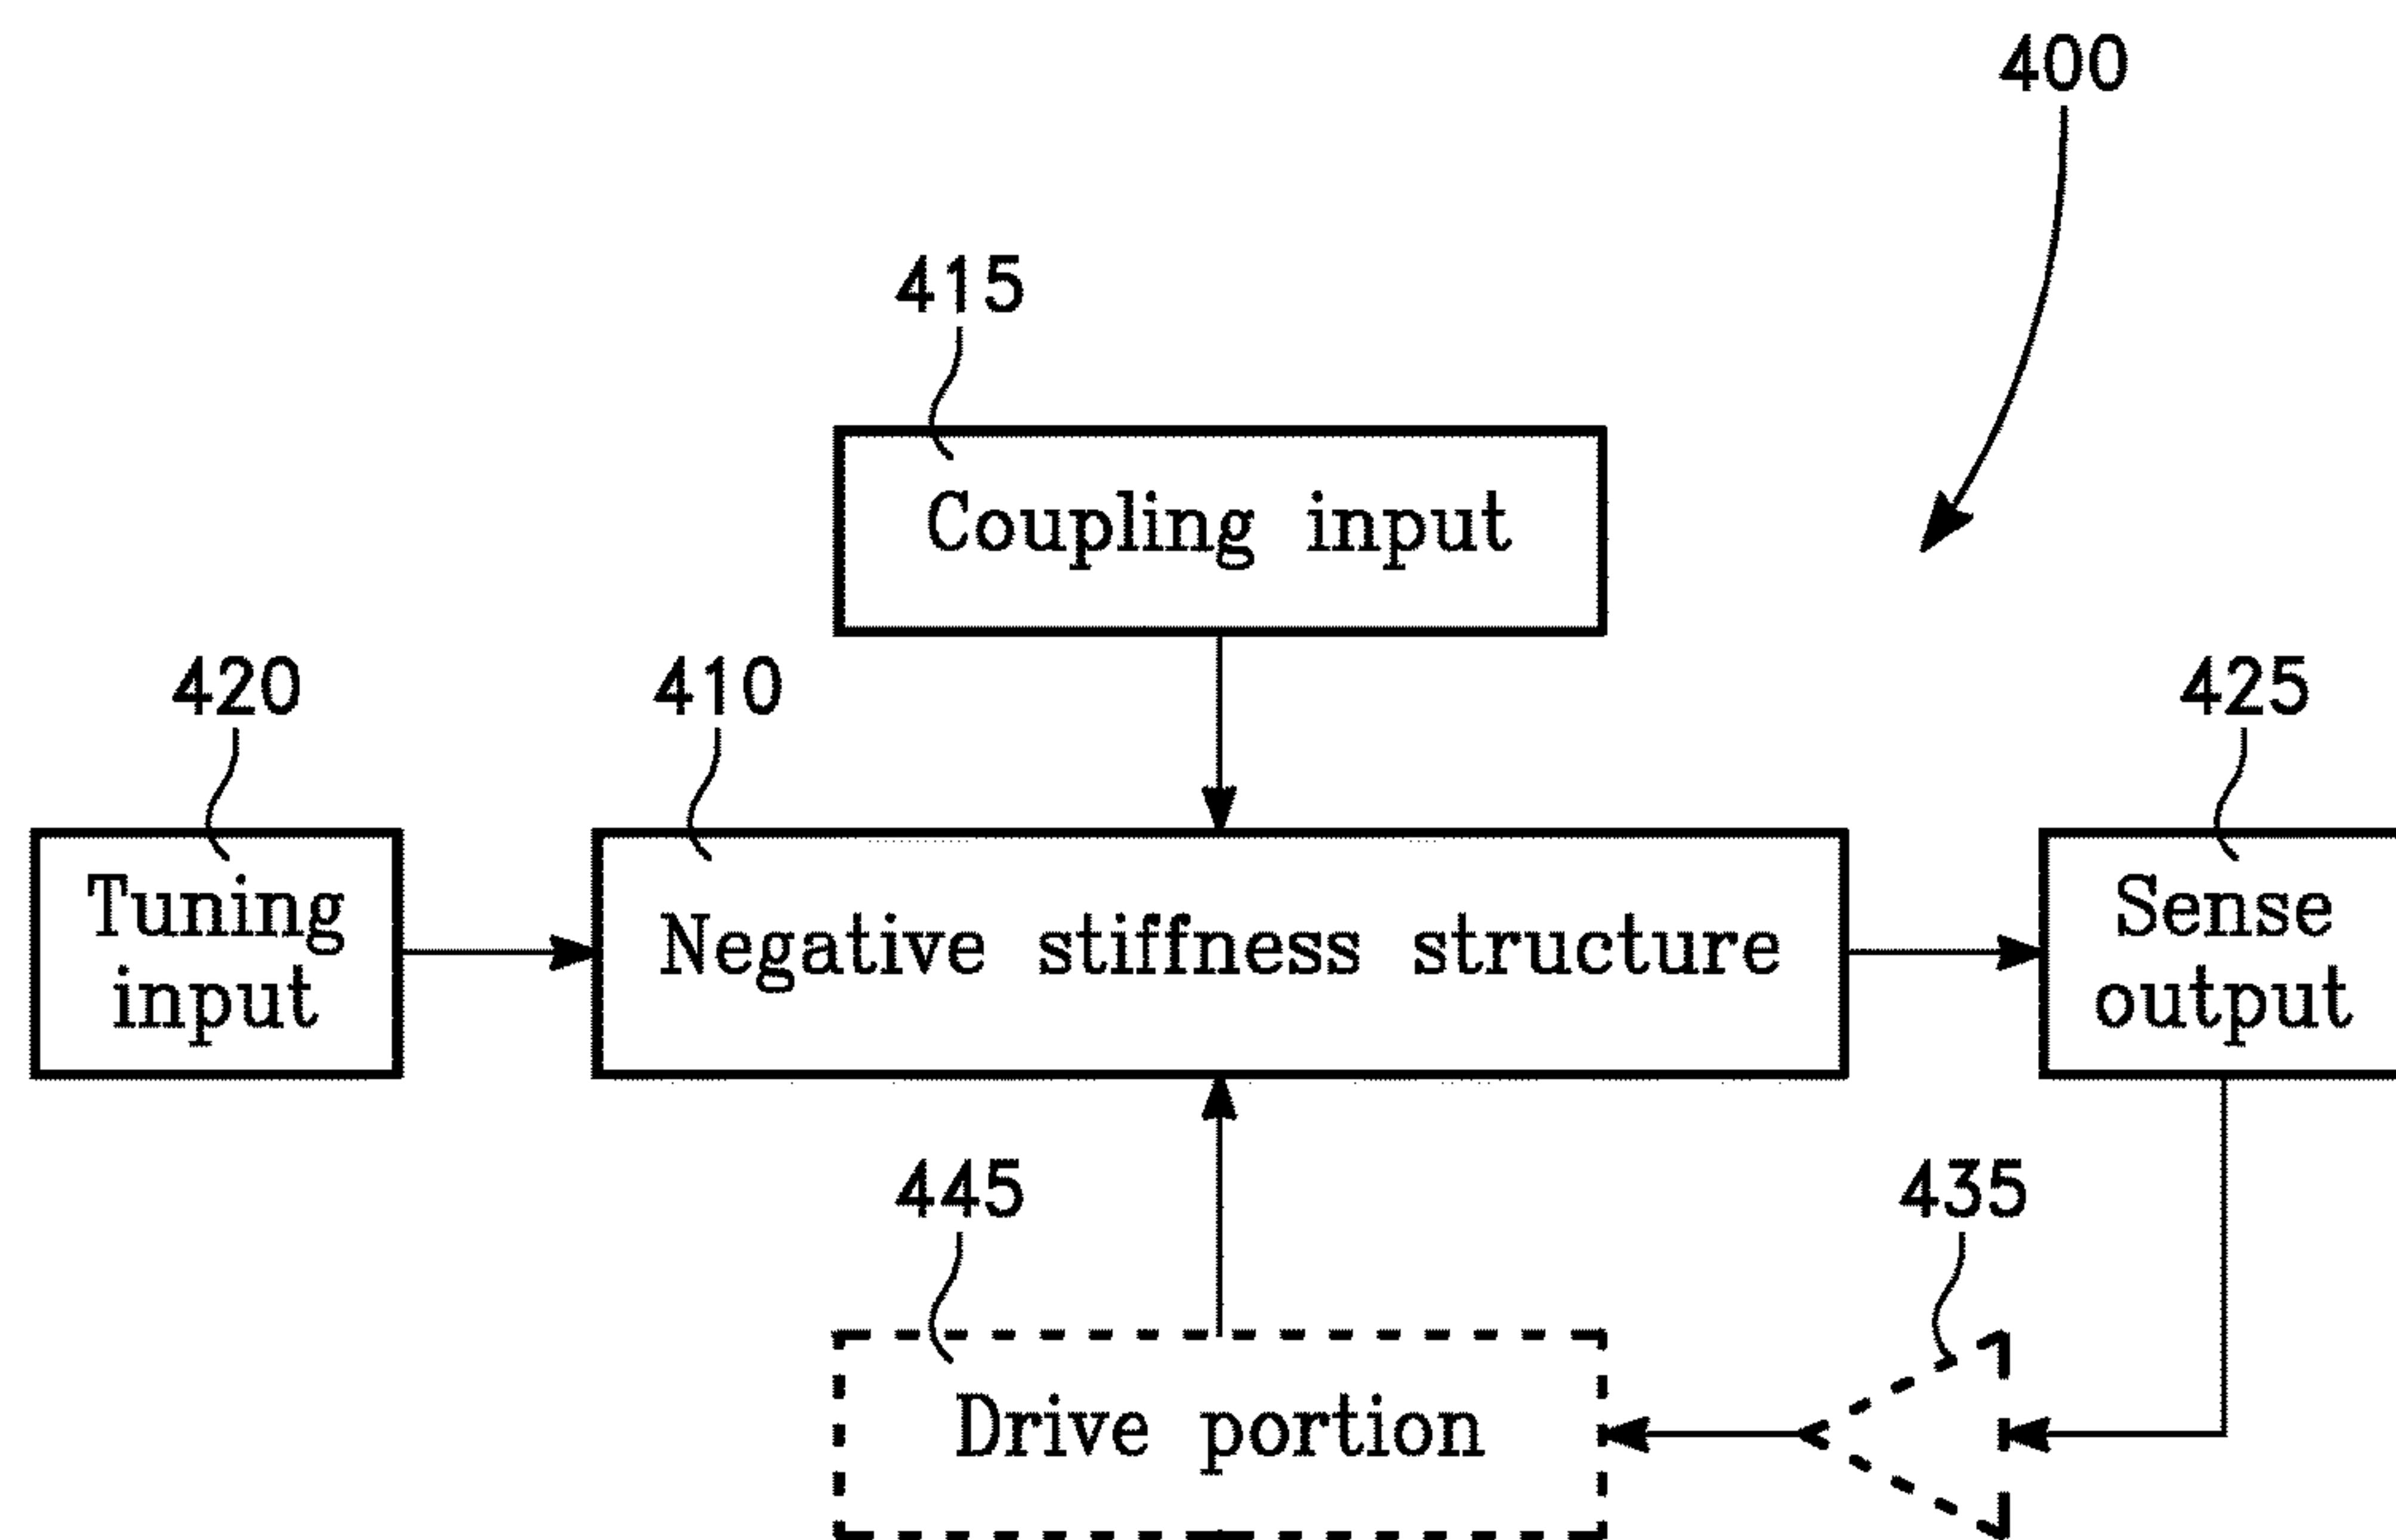 400
415
Coupling input
420
410
425
Tuning
input
Negative stiffness structure
Sense
output
445
435
Drive portion